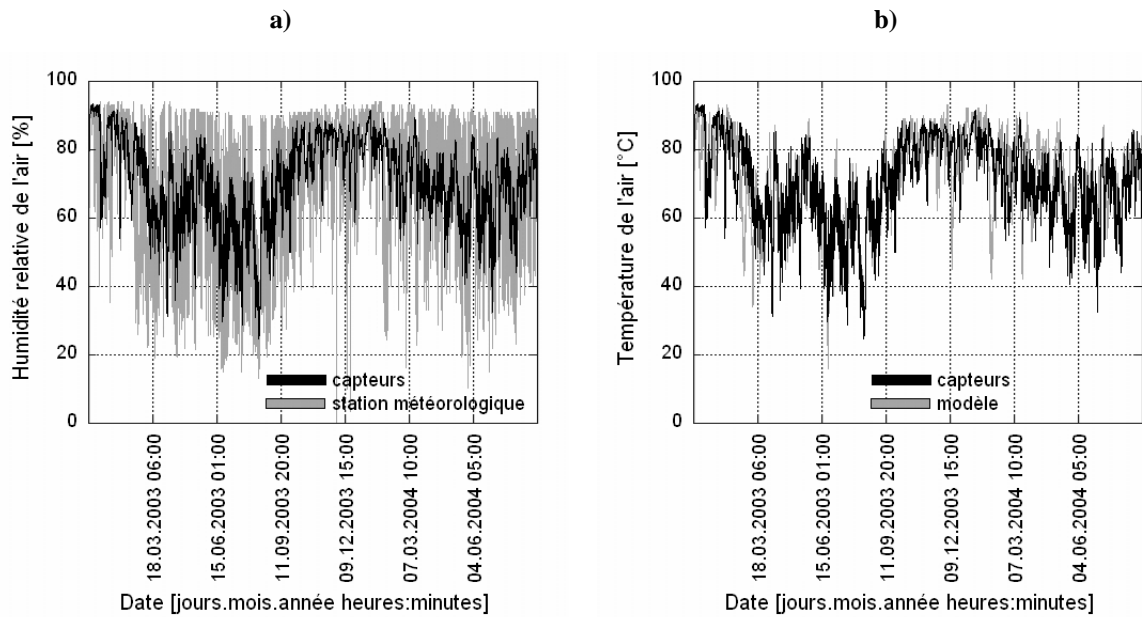 a)
100
80
60
40
20
0
Humidité relative de l'air [%]
capteurs
station météorologique
18.03.2003 06:00
15.06.2003 01:00
11.09.2003 20:00
09.12.2003 15:00
07.03.2004 10:00
04.06.2004 05:00
Date [jours.mois.année heures:minutes]
b)
100
80
60
40
20
0
Température de l'air [°C]
capteurs
modèle
18.03.2003 06:00
15.06.2003 01:00
11.09.2003 20:00
09.12.2003 15:00
07.03.2004 10:00
04.06.2004 05:00
Date [jours.mois.année heures:minutes]